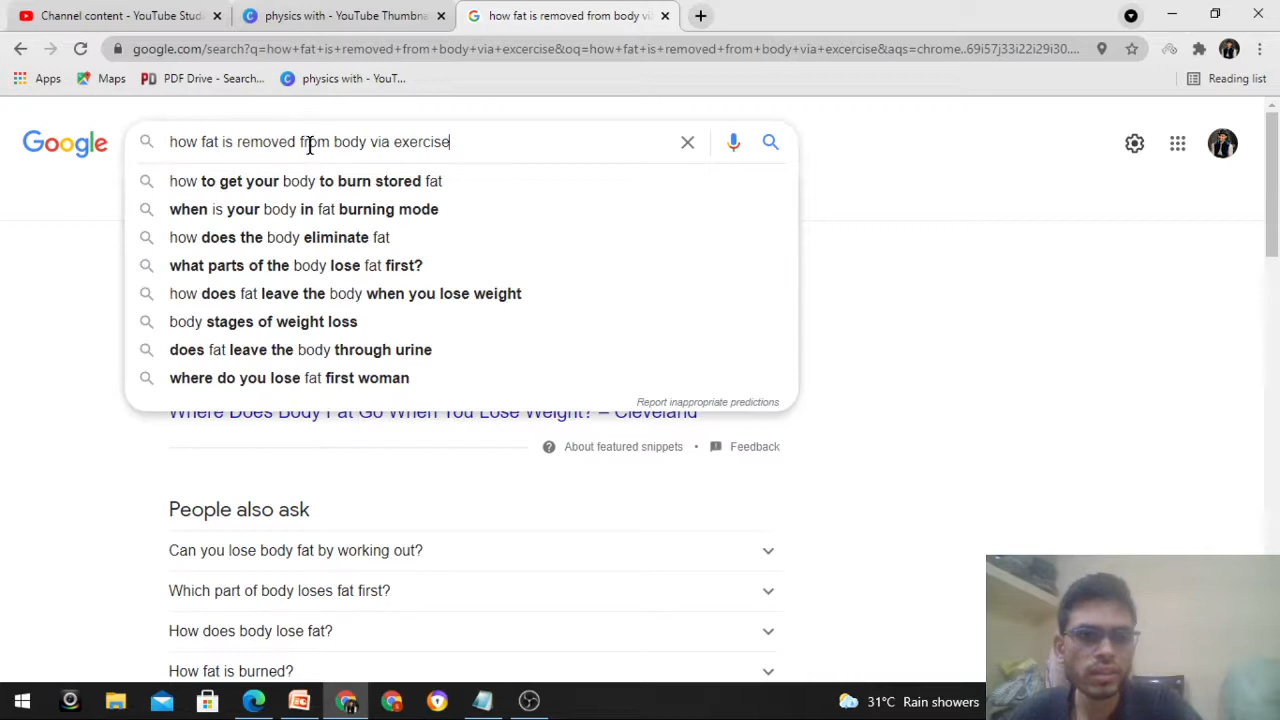 Channel content - YouTube Stud
physics with - YouTube Thumbna
how fat is removed from body via
google.com/search?q=how+fat+is+removed+from+body+via+excercise&oq=how+fat+is+removed+from+body+via+excercise&aqs=chrome..69i57j33i22i29i30....
Apps
Maps
PDF Drive - Search...
physics with - YouT...
Reading list
Google
how fat is removed from body via exercise
how to get your body to burn stored fat
when is your body in fat burning mode
how does the body eliminate fat
what parts of the body lose fat first?
how does fat leave the body when you lose weight
body stages of weight loss
does fat leave the body through urine
where do you lose fat first woman
Report inappropriate predictions
Where Does Body Fat Go When You Lose Weight? – Cleveland
About featured snippets • Feedback
People also ask
Can you lose body fat by working out?
Which part of body loses fat first?
How does body lose fat?
How fat is burned?
31°C Rain showers